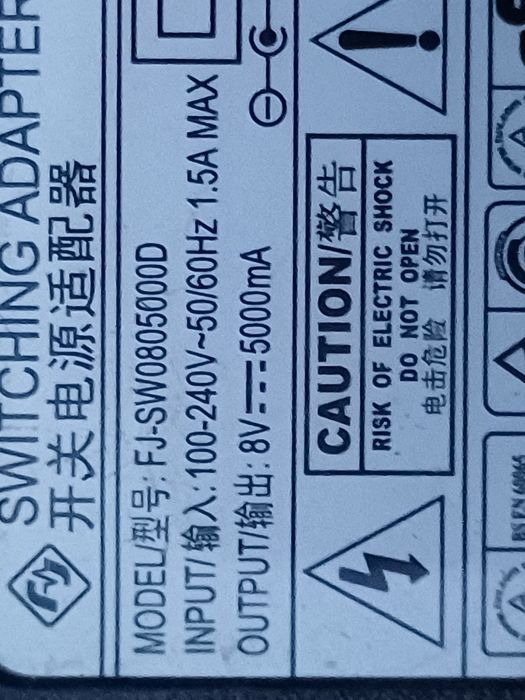 SWITCHING ADAPTER
开关电源适配器
MODEL/型号: FJ-SW0805000D
INPUT/输入: 100-240V~50/60Hz 1.5A MAX
OUTPUT/输出: 8V⎓5000mA
CAUTION/警告
RISK OF ELECTRIC SHOCK
DO NOT OPEN
电击危险 请勿打开